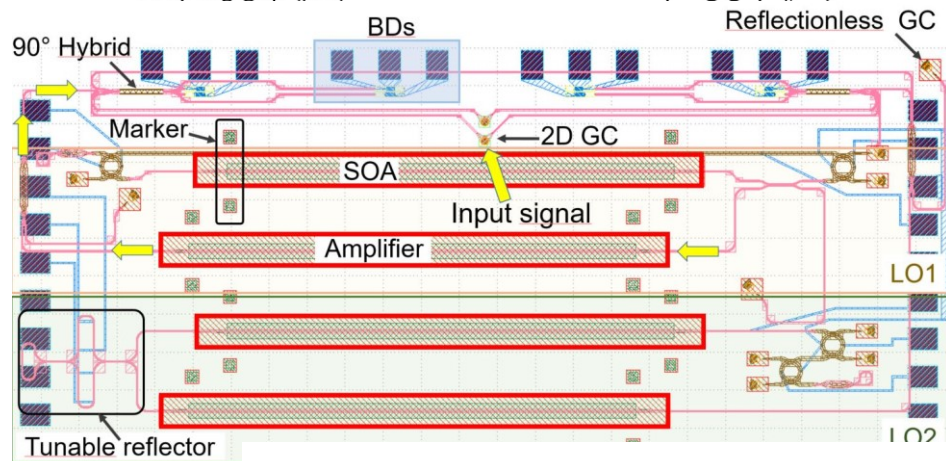 BDs
Reflectionless GC
90° Hybrid
Marker
2D GC
SOA
Input signal
Amplifier
LO1
LO2
Tunable reflector